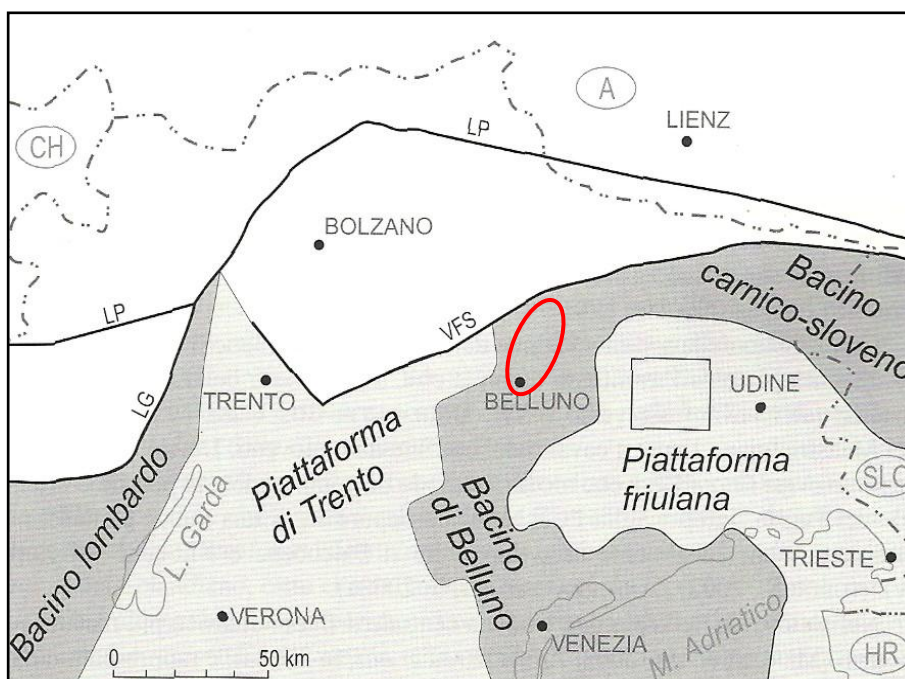 A
CH
LIENZ
LP
BOLZANO
Bacino
carnico-sloveno
LP
VFS
LG
TRENTO
BELLUNO
UDINE
Piattaforma
di Trento
Piattaforma
friulana
SLO
Bacino lombardo
L. Garda
Bacino
di Belluno
TRIESTE
VERONA
VENEZIA
M. Adriatico
HR
0 50 km